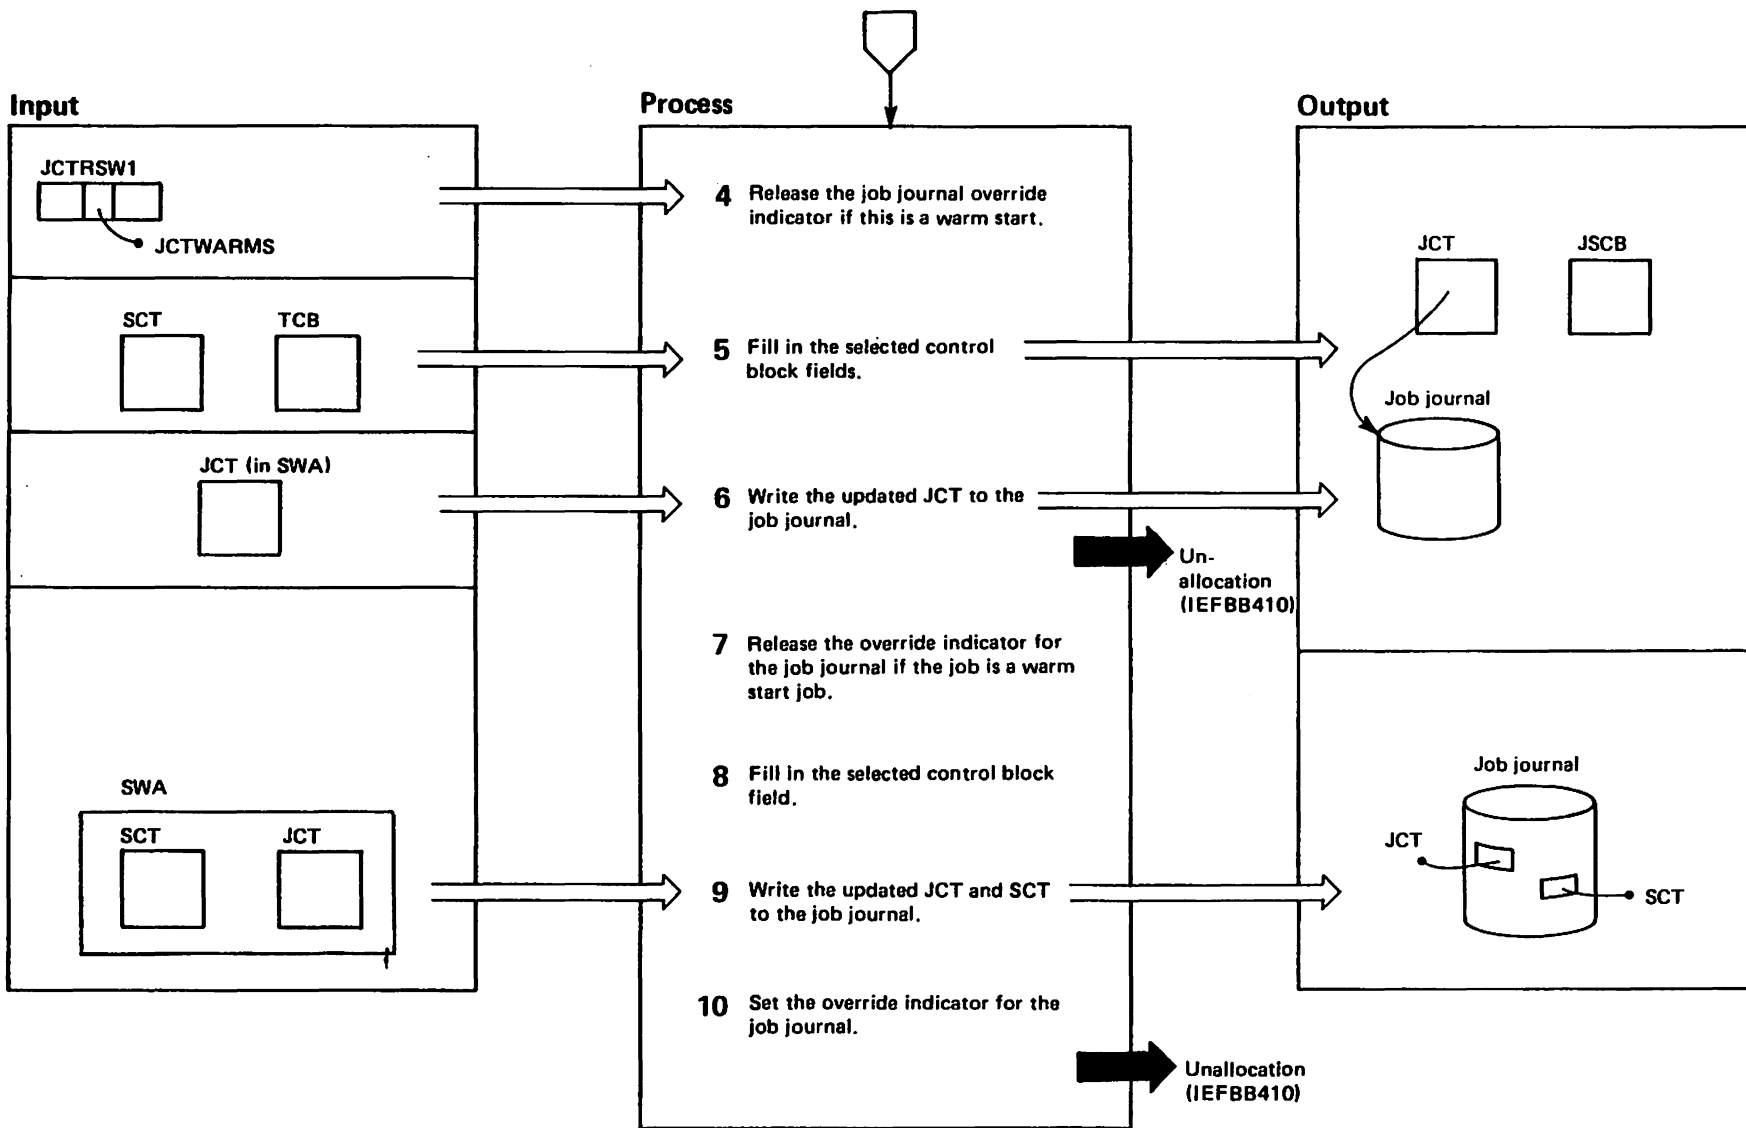 Input
JCTRSW1
JCTWARMS
SCT
TCB
JCT (in SWA)
SWA
SCT
JCT
Process
4 Release the job journal override
indicator if this is a warm start.
5 Fill in the selected control
block fields.
6 Write the updated JCT to the
job journal.
Un-
allocation
(IEFBB410)
7 Release the override indicator for
the job journal if the job is a warm
start job.
8 Fill in the selected control block
field.
9 Write the updated JCT and SCT
to the job journal.
10 Set the override indicator for the
job journal.
Unallocation
(IEFBB410)
Output
JCT
JSCB
Job journal
Job journal
JCT
SCT